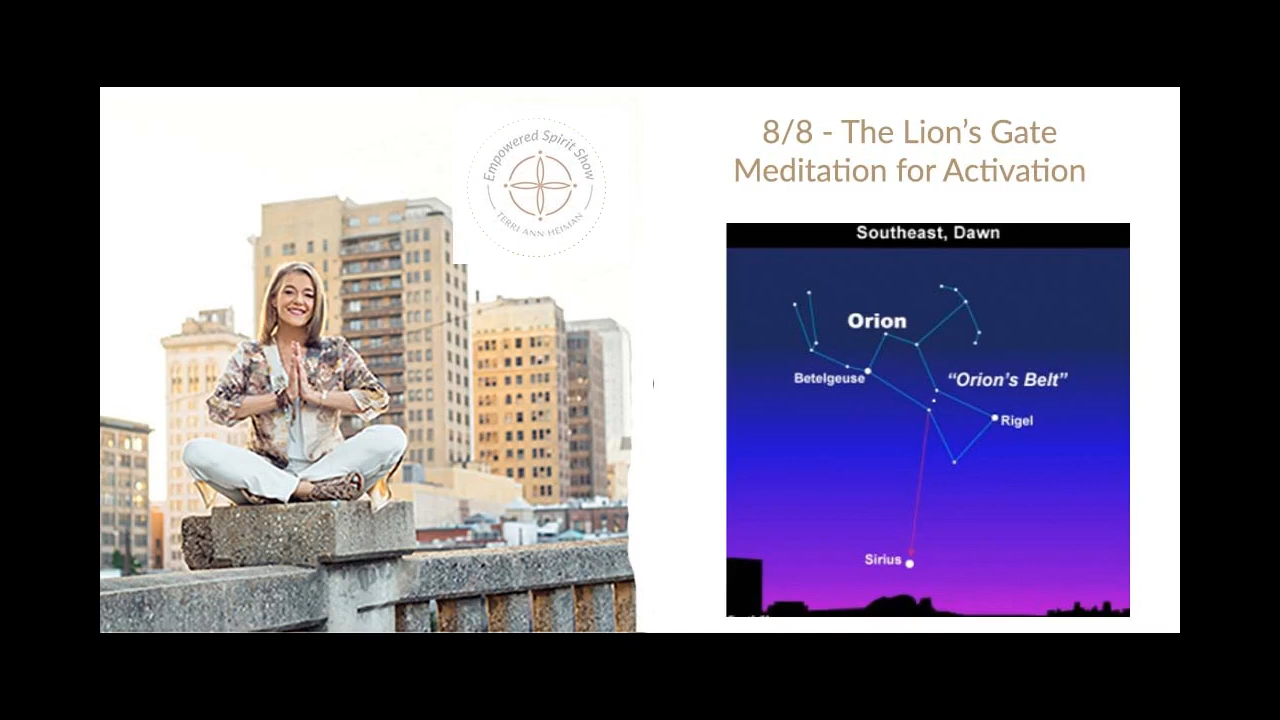 Empowered Spirit Show
TERRI ANN HEIMAN
8/8 - The Lion’s Gate
Meditation for Activation
Southeast, Dawn
Orion
Betelgeuse
“Orion’s Belt”
Rigel
Sirius